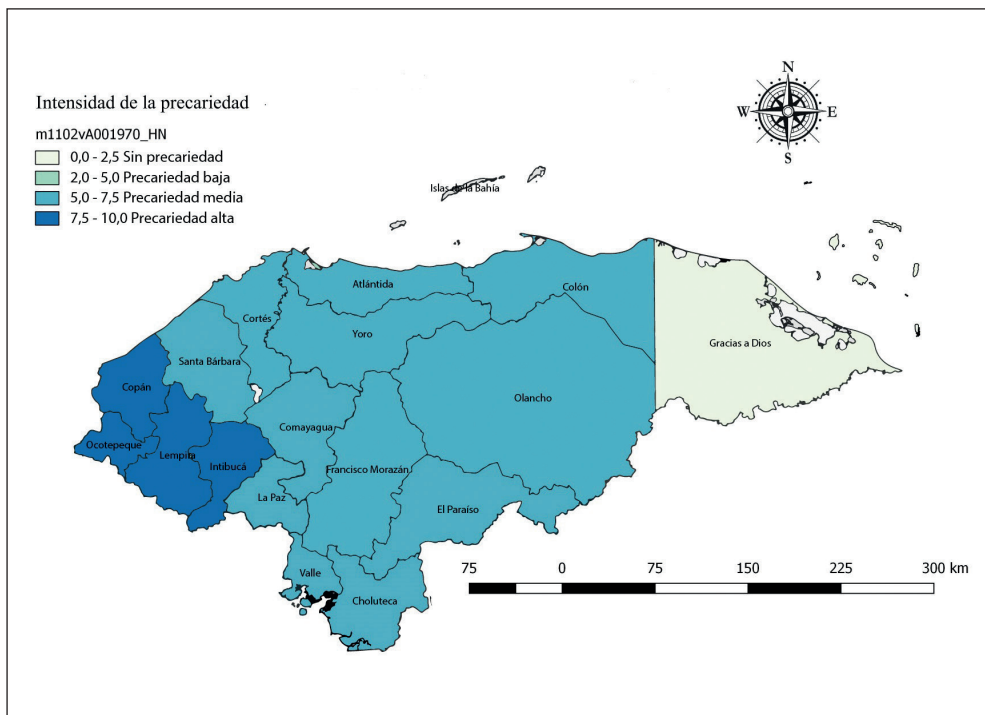 N
W E
S
Intensidad de la precariedad
m1102vA001970_HN
0,0 - 2,5 Sin precariedad
2,0 - 5,0 Precariedad baja
5,0 - 7,5 Precariedad media
7,5 - 10,0 Precariedad alta
Islas de la Bahía
Atlántida
Colón
Cortés
Yoro
Gracias a Dios
Santa Bárbara
Copán
Olancho
Comayagua
Ocotepeque
Lempira
Intibucá
Francisco Morazán
La Paz
El Paraíso
Valle
Choluteca
75 0 75 150 225 300 km